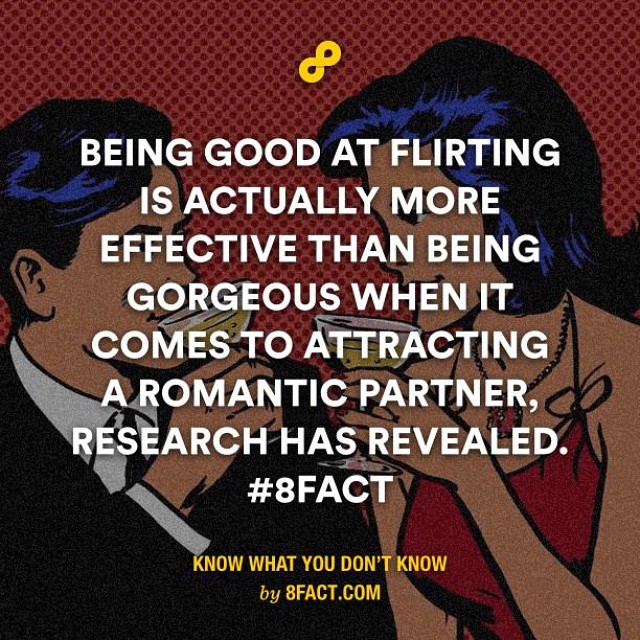 BEING GOOD AT FLIRTING
IS ACTUALLY MORE
EFFECTIVE THAN BEING
GORGEOUS WHEN IT
COMES TO ATTRACTING
A ROMANTIC PARTNER,
RESEARCH HAS REVEALED.
#8FACT
KNOW WHAT YOU DON'T KNOW
by 8FACT.COM